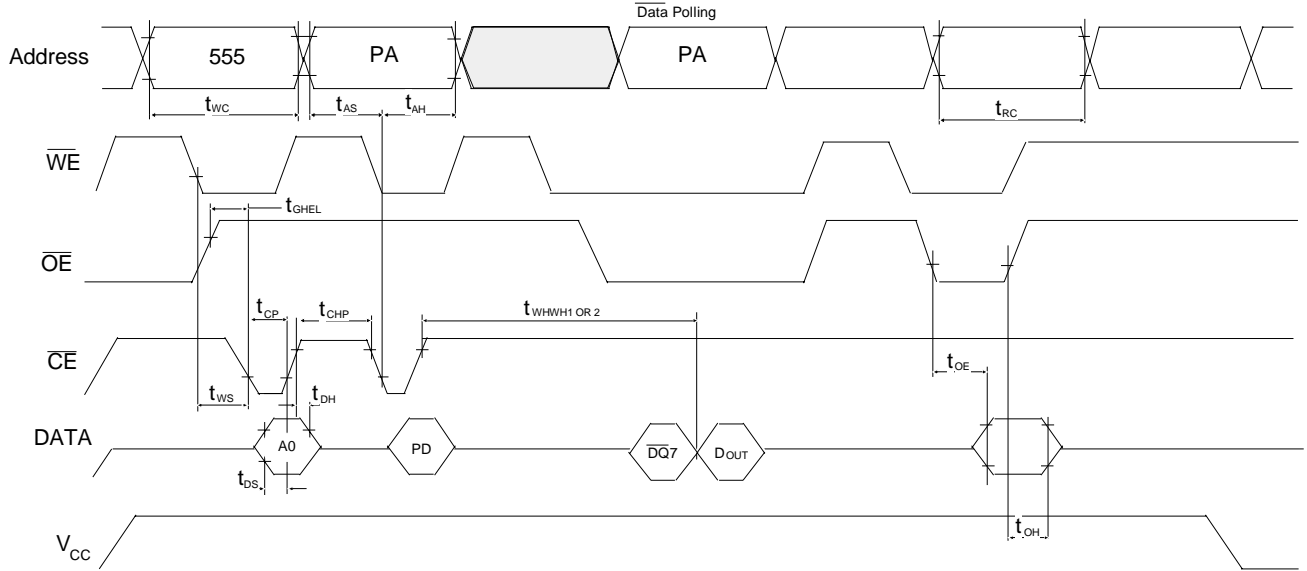 Data Polling
Address 555 PA PA
tWC tAS tAH tRC
WE
tGHEL
OE
tCP tCHP tWHWH1 OR 2
CE
tOE
tWS tDH
DATA A0 PD DQ7 DOUT
tDS
tOH
VCC